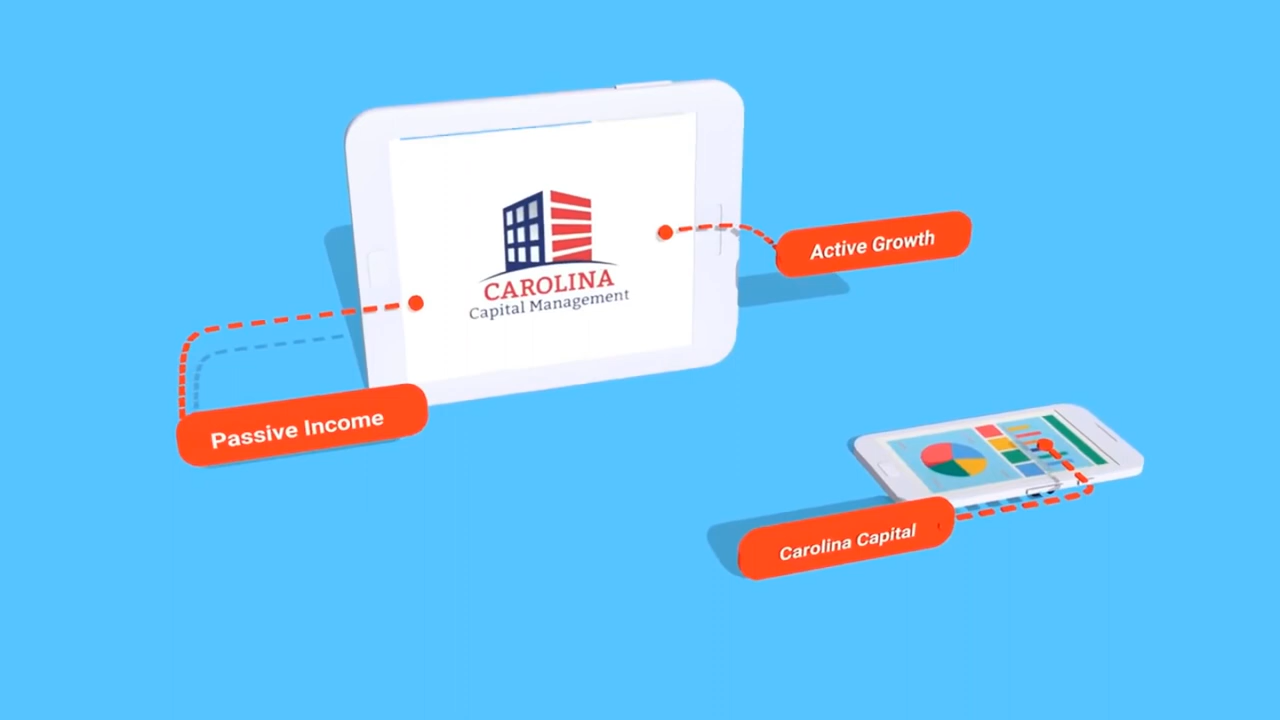 CAROLINA
Capital Management
Active Growth
Passive Income
Carolina Capital